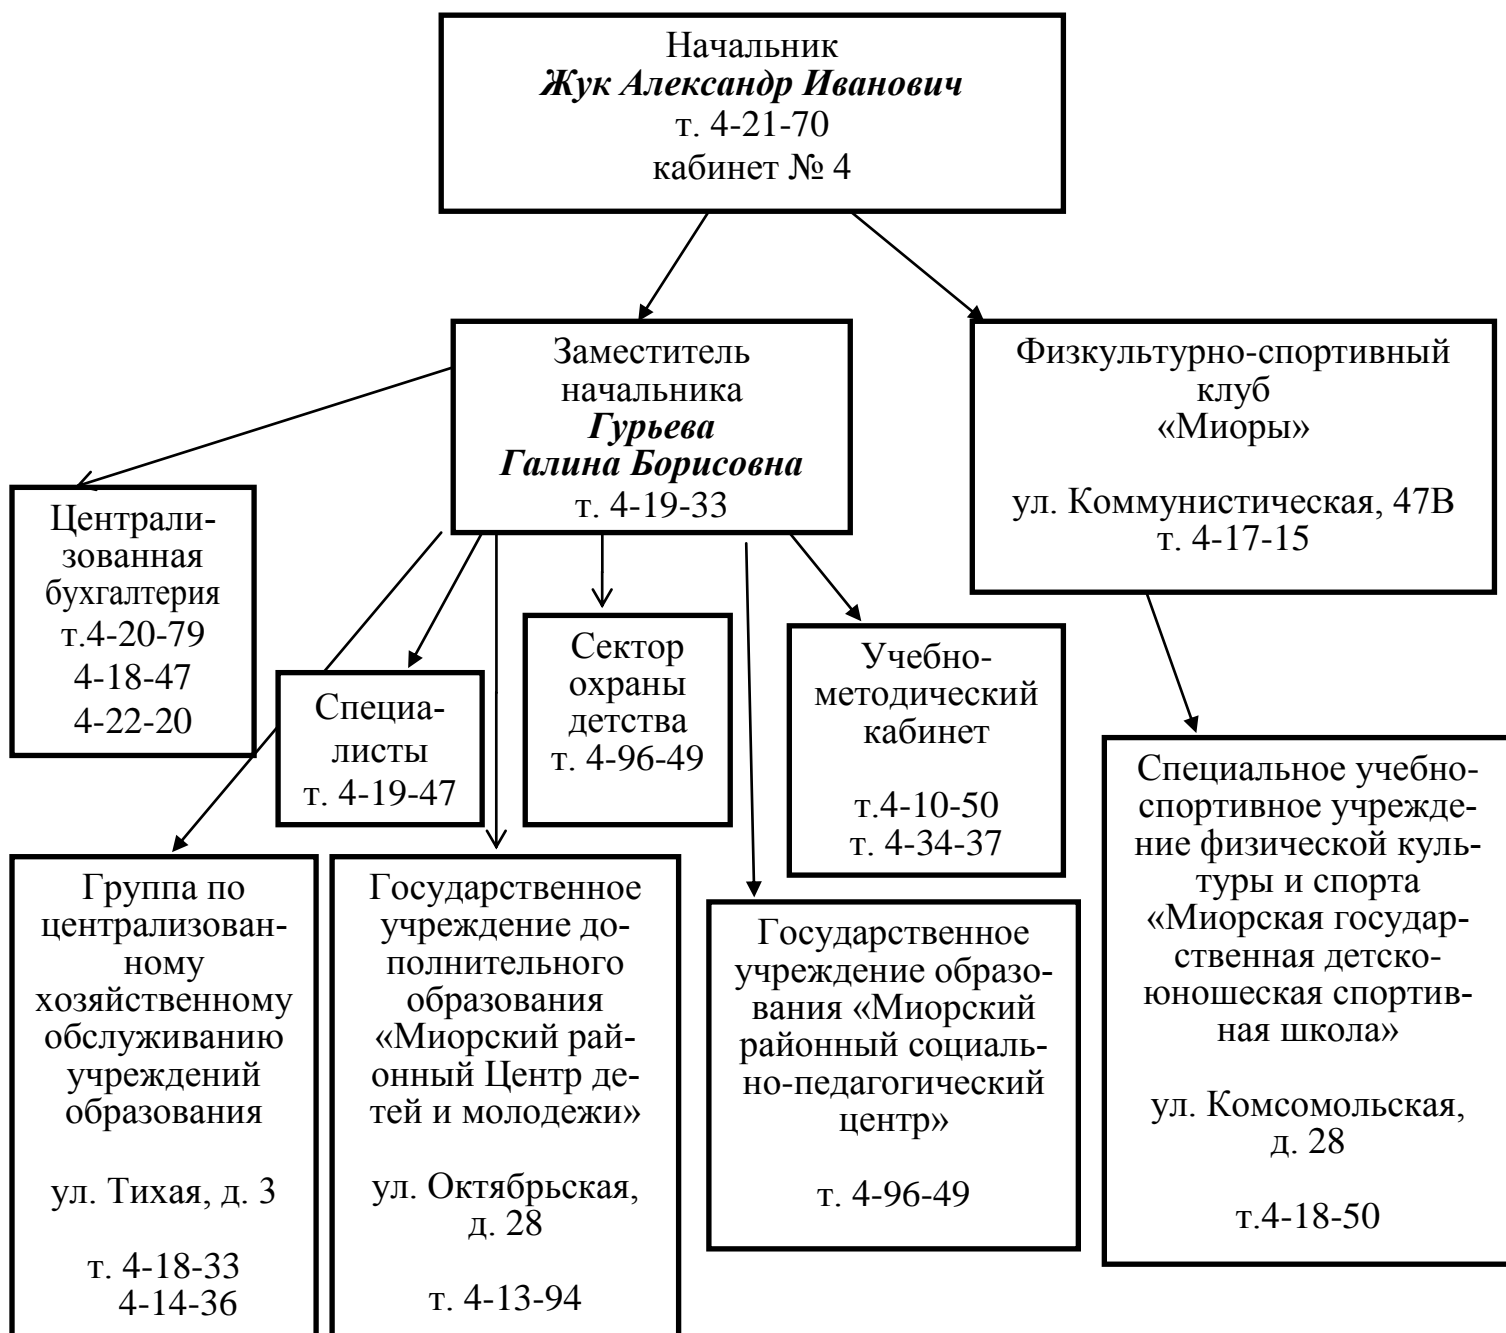 Начальник
Жук Александр Иванович
т. 4-21-70
кабинет № 4
Заместитель
начальника
Гурьева
Галина Борисовна
т. 4-19-33
Физкультурно-спортивный
клуб
«Миоры»
ул. Коммунистическая, 47В
т. 4-17-15
Централи-
зованная
бухгалтерия
т.4-20-79
4-18-47
4-22-20
Специа-
листы
т. 4-19-47
Сектор
охраны
детства
т. 4-96-49
Учебно-
методический
кабинет
т.4-10-50
т. 4-34-37
Специальное учебно-
спортивное учрежде-
ние физической куль-
туры и спорта
«Миорская государ-
ственная детско-
юношеская спортив-
ная школа»
ул. Комсомольская,
д. 28
т.4-18-50
Группа по
централизован-
ному
хозяйственному
обслуживанию
учреждений
образования
ул. Тихая, д. 3
т. 4-18-33
4-14-36
Государственное
учреждение до-
полнительного
образования
«Миорский рай-
онный Центр де-
тей и молодежи»
ул. Октябрьская,
д. 28
т. 4-13-94
Государственное
учреждение образо-
вания «Миорский
районный социаль-
но-педагогический
центр»
т. 4-96-49